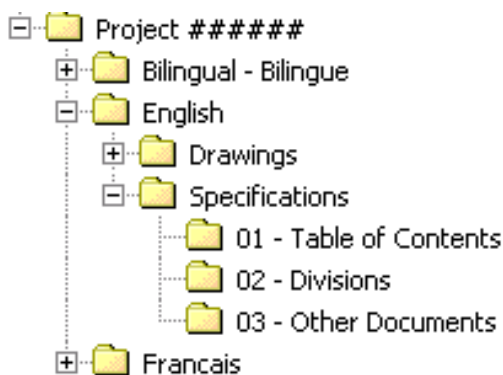 Project ######
Bilingual - Bilingue
English
Drawings
Specifications
01 - Table of Contents
02 - Divisions
03 - Other Documents
Francais